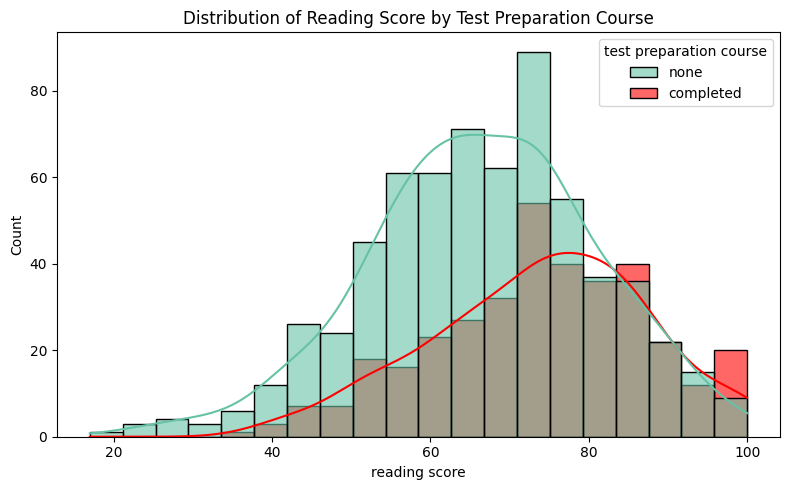 Distribution of Reading Score by Test Preparation Course
test preparation course
none
completed
Count
80
60
40
20
0
20 40 60 80 100
reading score